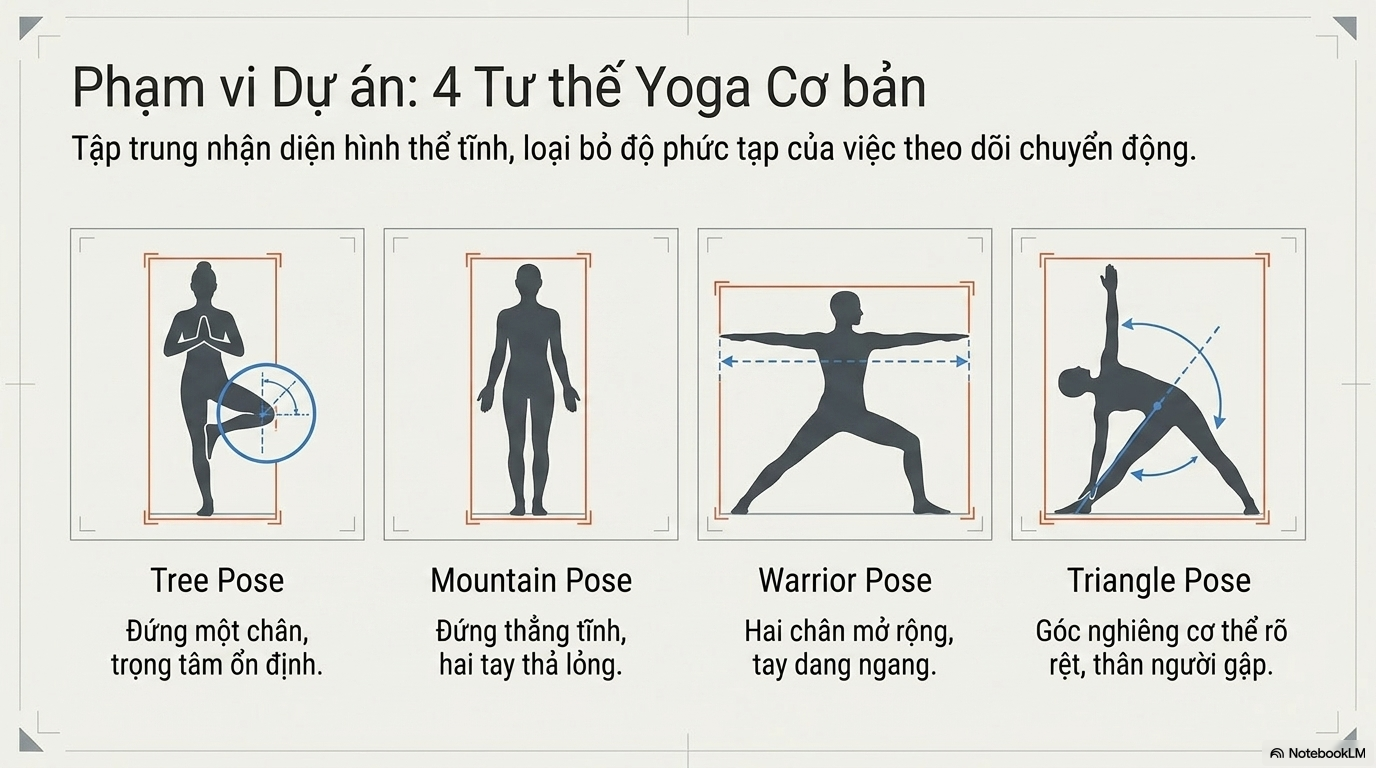 Phạm vi Dự án: 4 Tư thế Yoga Cơ bản
Tập trung nhận diện hình thể tĩnh, loại bỏ độ phức tạp của việc theo dõi chuyển động.
Tree Pose
Đứng một chân,
trọng tâm ổn định.
Mountain Pose
Đứng thẳng tĩnh,
hai tay thả lỏng.
Warrior Pose
Hai chân mở rộng,
tay dang ngang.
Triangle Pose
Góc nghiêng cơ thể rõ
rệt, thân người gập.
NotebookLM